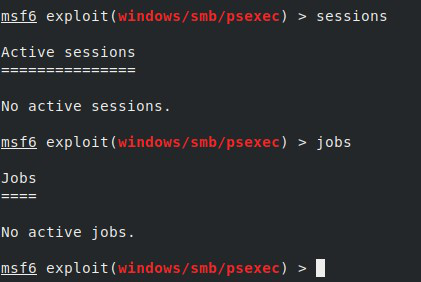 msf6 exploit(windows/smb/psexec) > sessions
Active sessions
===============
No active sessions.
msf6 exploit(windows/smb/psexec) > jobs
Jobs
====
No active jobs.
msf6 exploit(windows/smb/psexec) >